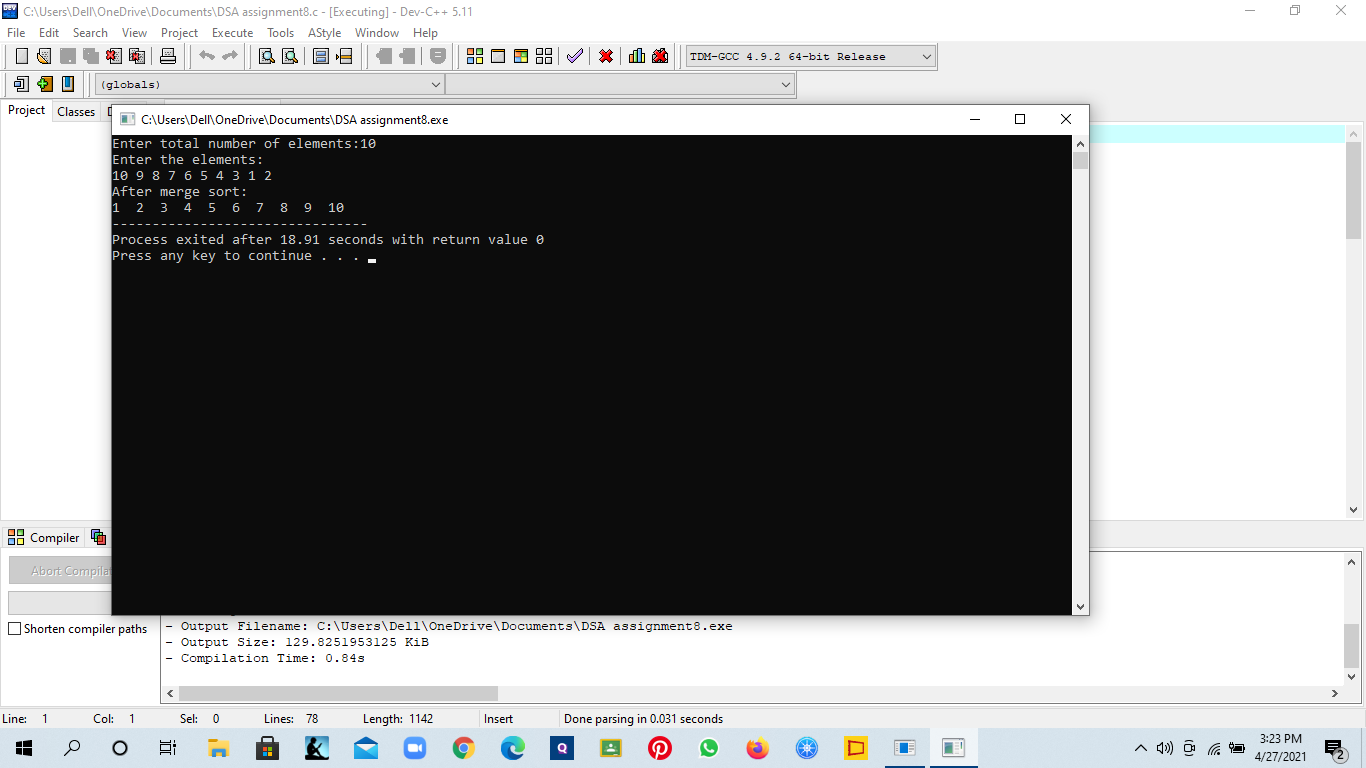 C:\Users\Dell\OneDrive\Documents\DSA assignment8.c - [Executing] - Dev-C++ 5.11
File Edit Search View Project Execute Tools AStyle Window Help
TDM-GCC 4.9.2 64-bit Release
(globals)
Project Classes
C:\Users\Dell\OneDrive\Documents\DSA assignment8.exe
Enter total number of elements:10
Enter the elements:
10 9 8 7 6 5 4 3 1 2
After merge sort:
1 2 3 4 5 6 7 8 9 10
--------------------------------
Process exited after 18.91 seconds with return value 0
Press any key to continue . . .
Compiler
Abort Compilat
Shorten compiler paths
- Output Filename: C:\Users\Dell\OneDrive\Documents\DSA assignment8.exe
- Output Size: 129.8251953125 KiB
- Compilation Time: 0.84s
Line: 1 Col: 1 Sel: 0 Lines: 78 Length: 1142 Insert Done parsing in 0.031 seconds
3:23 PM
4/27/2021
2